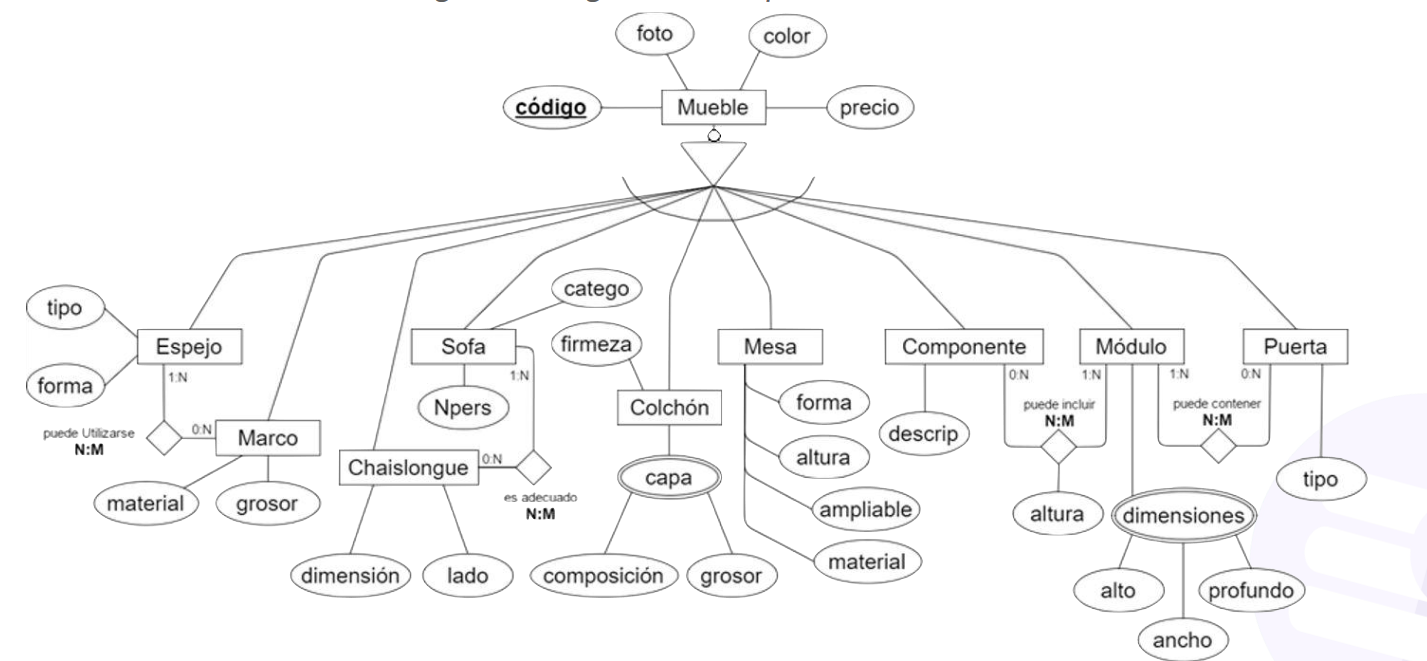 foto
color
código
Mueble
precio
tipo
catego
Espejo
Sofa
firmeza
Mesa
Componente
Módulo
Puerta
1:N
1:N
0:N
1:N
1:N
0:N
forma
Npers
Colchón
forma
puede incluir
N:M
puede contener
N:M
puede Utilizarse
N:M
0:N
Marco
descrip
Chaislongue
0:N
altura
capa
tipo
material
grosor
es adecuado
N:M
ampliable
altura
dimensiones
dimensión
lado
composición
grosor
material
alto
profundo
ancho